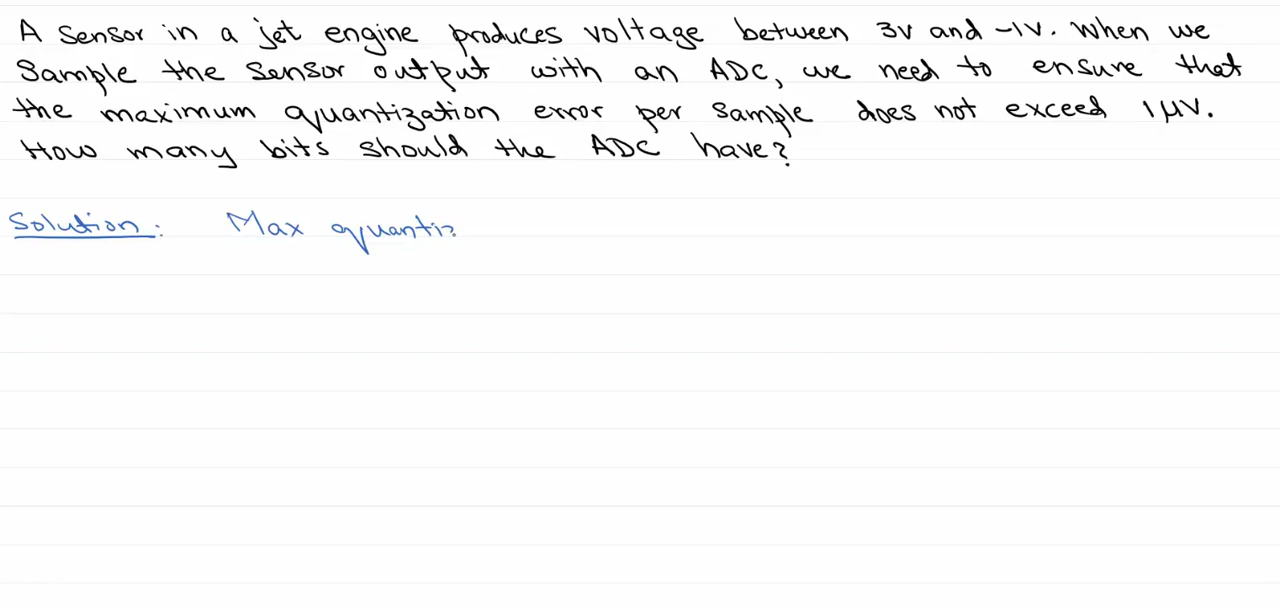 A sensor in a jet engine produces voltage between 3V and -1V. When we
sample the sensor output with an ADC, we need to ensure that
the maximum quantization error per sample does not exceed 1μV.
How many bits should the ADC have?
Solution: Max quantiz